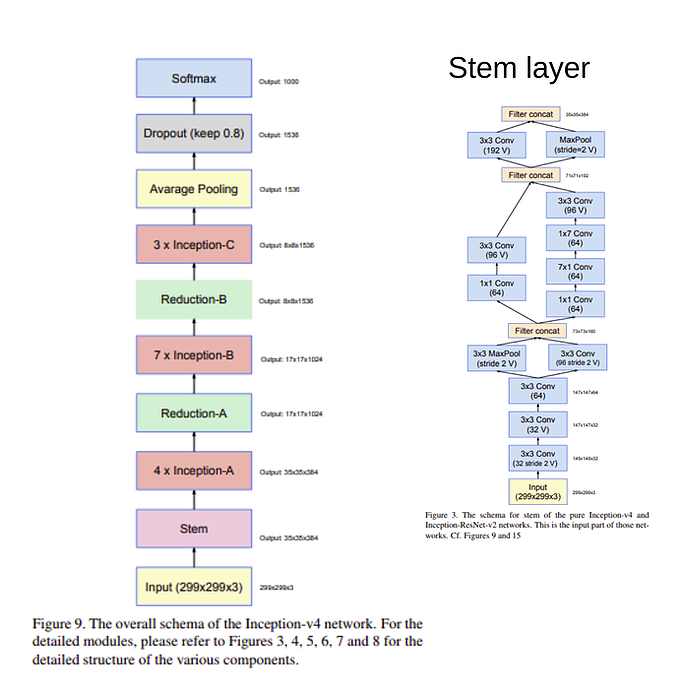 Softmax
Output: 1000
Dropout (keep 0.8)
Output: 1536
Avarage Pooling
Output: 1536
3 x Inception-C
Output: 8x8x1536
Reduction-B
Output: 8x8x1536
7 x Inception-B
Output: 17x17x1024
Reduction-A
Output: 17x17x1024
4 x Inception-A
Output: 35x35x384
Stem
Output: 35x35x384
Input (299x299x3)
299x299x3
Figure 9. The overall schema of the Inception-v4 network. For the
detailed modules, please refer to Figures 3, 4, 5, 6, 7 and 8 for the
detailed structure of the various components.
Stem layer
Filter concat
35x35x384
3x3 Conv
(192 V)
MaxPool
(stride=2 V)
Filter concat
71x71x192
3x3 Conv
(96 V)
1x7 Conv
(64)
3x3 Conv
(96 V)
7x1 Conv
(64)
1x1 Conv
(64)
1x1 Conv
(64)
Filter concat
73x73x160
3x3 MaxPool
(stride 2 V)
3x3 Conv
(96 stride 2 V)
3x3 Conv
(64)
147x147x64
3x3 Conv
(32 V)
147x147x32
3x3 Conv
(32 stride 2 V)
149x149x32
Input
(299x299x3)
299x299x3
Figure 3. The schema for stem of the pure Inception-v4 and
Inception-ResNet-v2 networks. This is the input part of those net-
works. Cf. Figures 9 and 15